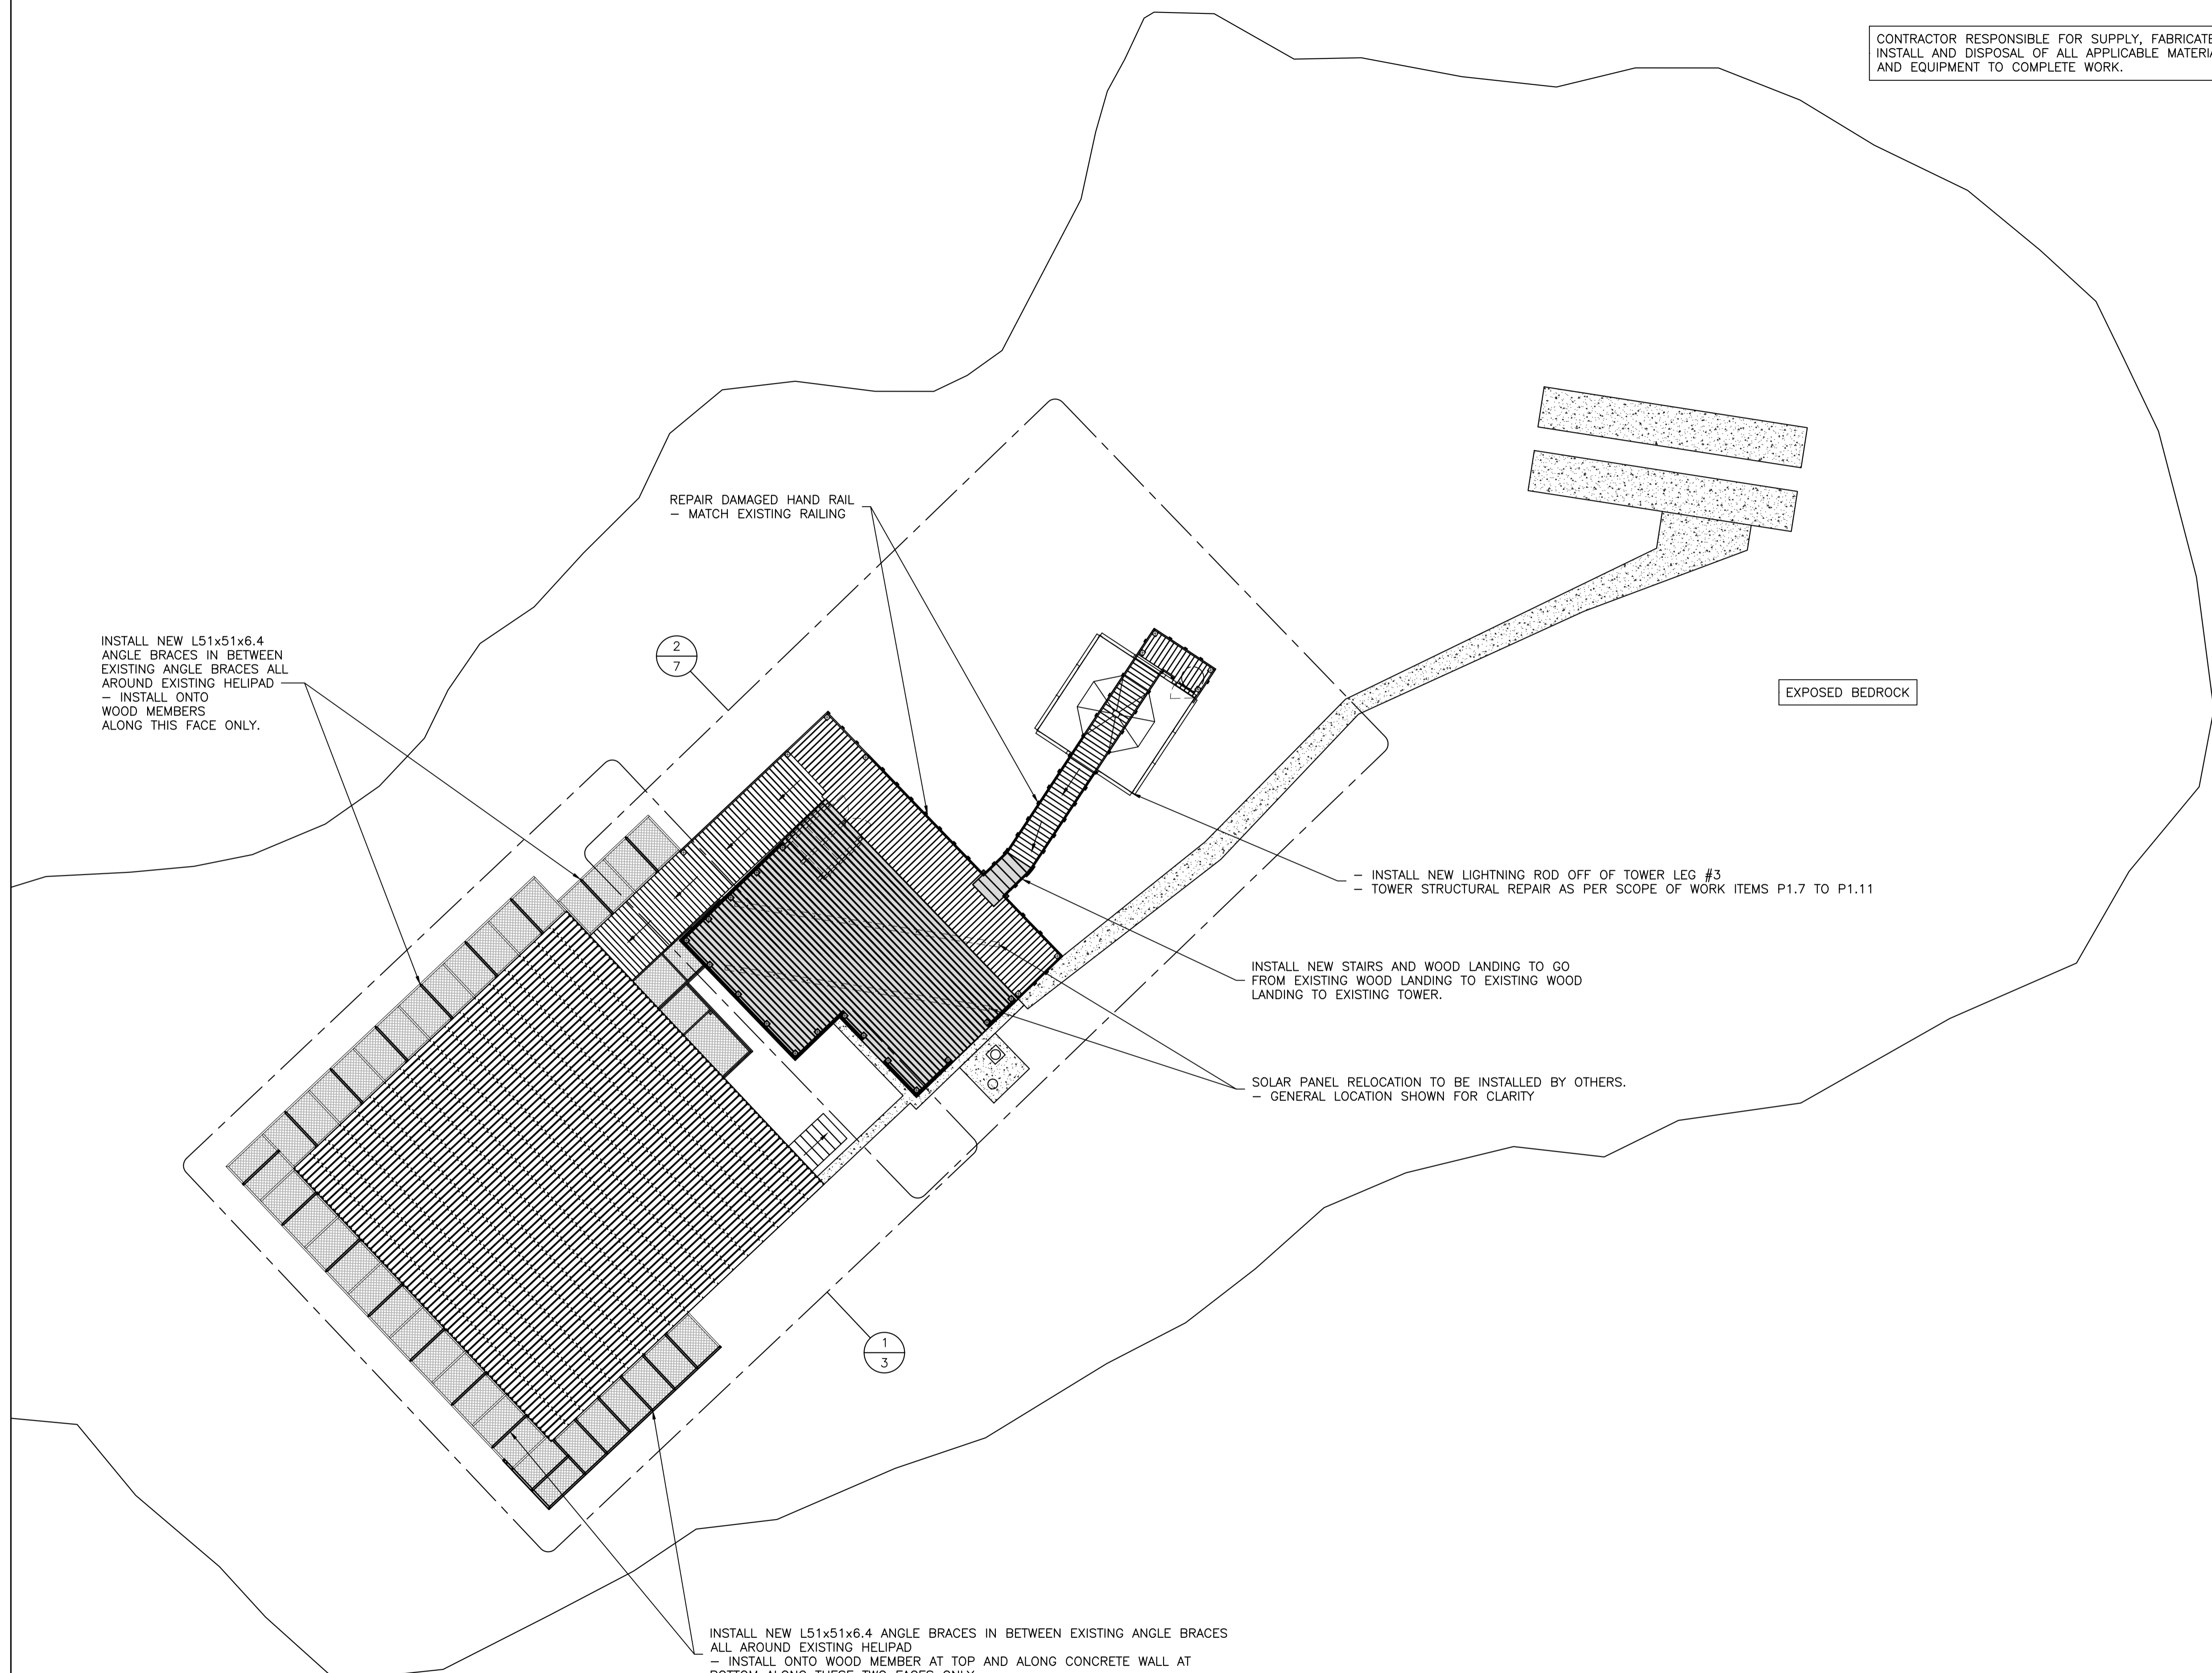 CONTRACTOR RESPONSIBLE FOR SUPPLY, FABRICATE
INSTALL AND DISPOSAL OF ALL APPLICABLE
AND EQUIPMENT TO COMPLETE WORK.
REPAIR DAMAGED HAND RAIL
– MATCH EXISTING RAILING
INSTALL NEW L51x51x6.4
ANGLE BRACES IN BETWEEN
EXISTING ANGLE BRACES ALL
AROUND EXISTING HELIPAD
– INSTALL ONTO
WOOD MEMBERS
ALONG THIS FACE ONLY.
2
7
EXPOSED BEDROCK
– INSTALL NEW LIGHTNING ROD OFF OF TOWER LEG #3
– TOWER STRUCTURAL REPAIR AS PER SCOPE OF WORK ITEMS P1.7 TO P1.11
INSTALL NEW STAIRS AND WOOD LANDING TO GO
FROM EXISTING WOOD LANDING TO EXISTING WOOD
LANDING TO EXISTING TOWER.
SOLAR PANEL RELOCATION TO BE INSTALLED BY OTHERS.
– GENERAL LOCATION SHOWN FOR CLARITY
1
3
INSTALL NEW L51x51x6.4 ANGLE BRACES IN BETWEEN EXISTING ANGLE BRACES
ALL AROUND EXISTING HELIPAD
– INSTALL ONTO WOOD MEMBER AT TOP AND ALONG CONCRETE WALL AT
BOTTOM ALONG THESE TWO FACES ONLY